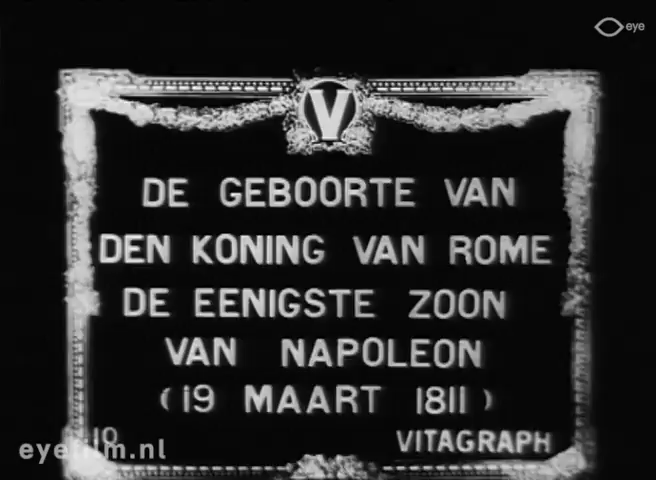 eye
V
DE GEBOORTE VAN
DEN KONING VAN ROME
DE EENIGSTE ZOON
VAN NAPOLEON
(19 MAART 1811)
10
VITAGRAPH
eyefilm.nl